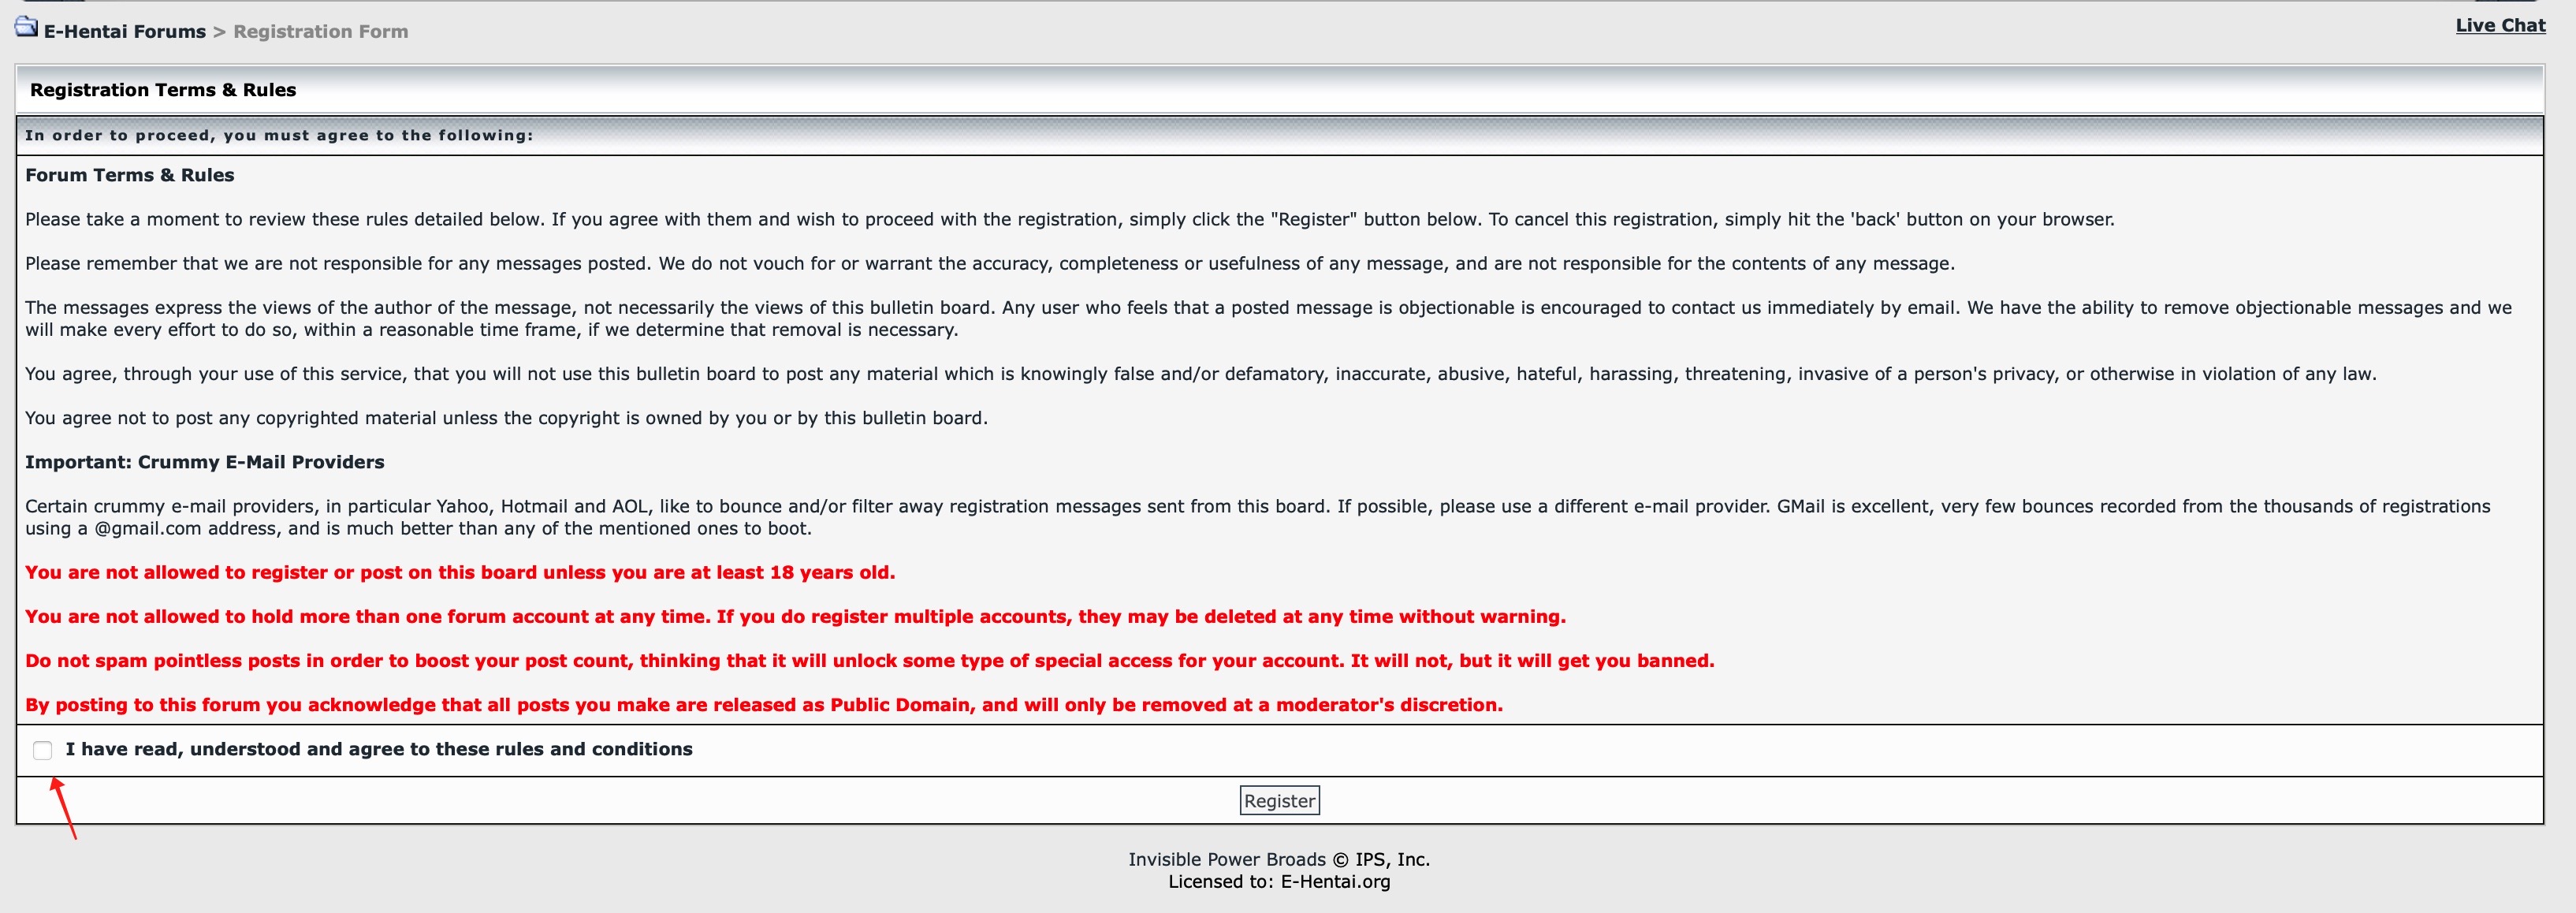 E-Hentai Forums > Registration Form
Live Chat
Registration Terms & Rules
In order to proceed, you must agree to the following:
Forum Terms & Rules
Please take a moment to review these rules detailed below. If you agree with them and wish to proceed with the registration, simply click the "Register" button below. To cancel this registration, simply hit the 'back' button on your browser.
Please remember that we are not responsible for any messages posted. We do not vouch for or warrant the accuracy, completeness or usefulness of any message, and are not responsible for the contents of any message.
The messages express the views of the author of the message, not necessarily the views of this bulletin board. Any user who feels that a posted message is objectionable is encouraged to contact us immediately by email. We have the ability to remove objectionable messages and we
will make every effort to do so, within a reasonable time frame, if we determine that removal is necessary.
You agree, through your use of this service, that you will not use this bulletin board to post any material which is knowingly false and/or defamatory, inaccurate, abusive, hateful, harassing, threatening, invasive of a person's privacy, or otherwise in violation of any law.
You agree not to post any copyrighted material unless the copyright is owned by you or by this bulletin board.
Important: Crummy E-Mail Providers
Certain crummy e-mail providers, in particular Yahoo, Hotmail and AOL, like to bounce and/or filter away registration messages sent from this board. If possible, please use a different e-mail provider. GMail is excellent, very few bounces recorded from the thousands of registrations
using a @gmail.com address, and is much better than any of the mentioned ones to boot.
You are not allowed to register or post on this board unless you are at least 18 years old.
You are not allowed to hold more than one forum account at any time. If you do register multiple accounts, they may be deleted at any time without warning.
Do not spam pointless posts in order to boost your post count, thinking that it will unlock some type of special access for your account. It will not, but it will get you banned.
By posting to this forum you acknowledge that all posts you make are released as Public Domain, and will only be removed at a moderator's discretion.
I have read, understood and agree to these rules and conditions
Register
Invisible Power Broads © IPS, Inc.
Licensed to: E-Hentai.org